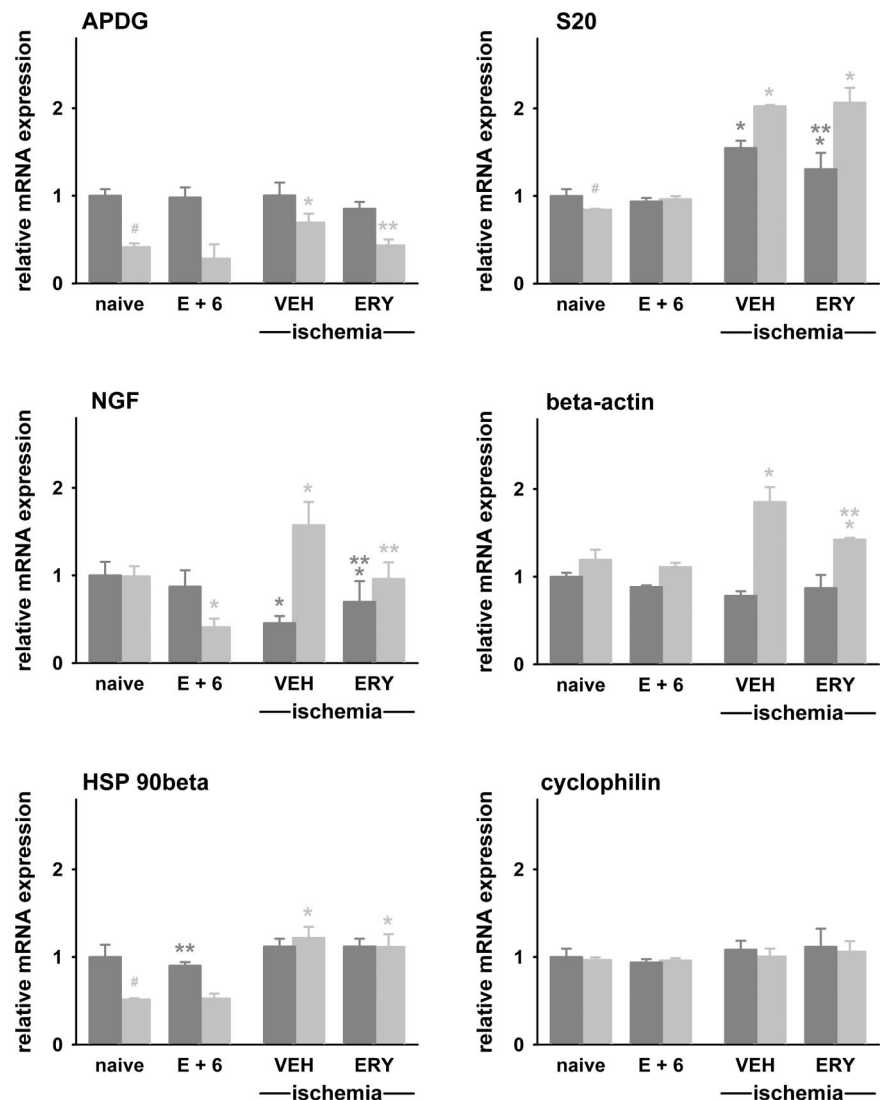 APDG
relative mRNA expression
2
1
0
#
*
**
naive E + 6 VEH ERY
ischemia
S20
relative mRNA expression
2
1
0
#
*
*
**
*
*
naive E + 6 VEH ERY
ischemia
NGF
relative mRNA expression
2
1
0
*
*
*
**
*
**
naive E + 6 VEH ERY
ischemia
beta-actin
relative mRNA expression
2
1
0
*
**
*
naive E + 6 VEH ERY
ischemia
HSP 90beta
relative mRNA expression
2
1
0
#
**
*
*
naive E + 6 VEH ERY
ischemia
cyclophilin
relative mRNA expression
2
1
0
naive E + 6 VEH ERY
ischemia